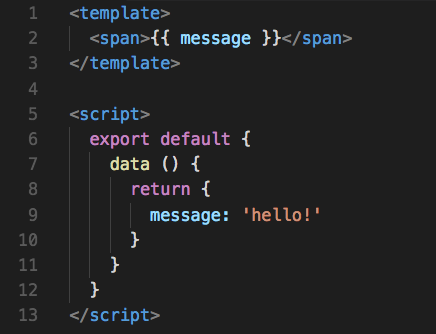 1 <template>
2   <span>{{ message }}</span>
3 </template>
4
5 <script>
6   export default {
7     data () {
8       return {
9         message: 'hello!'
10       }
11     }
12   }
13 </script>